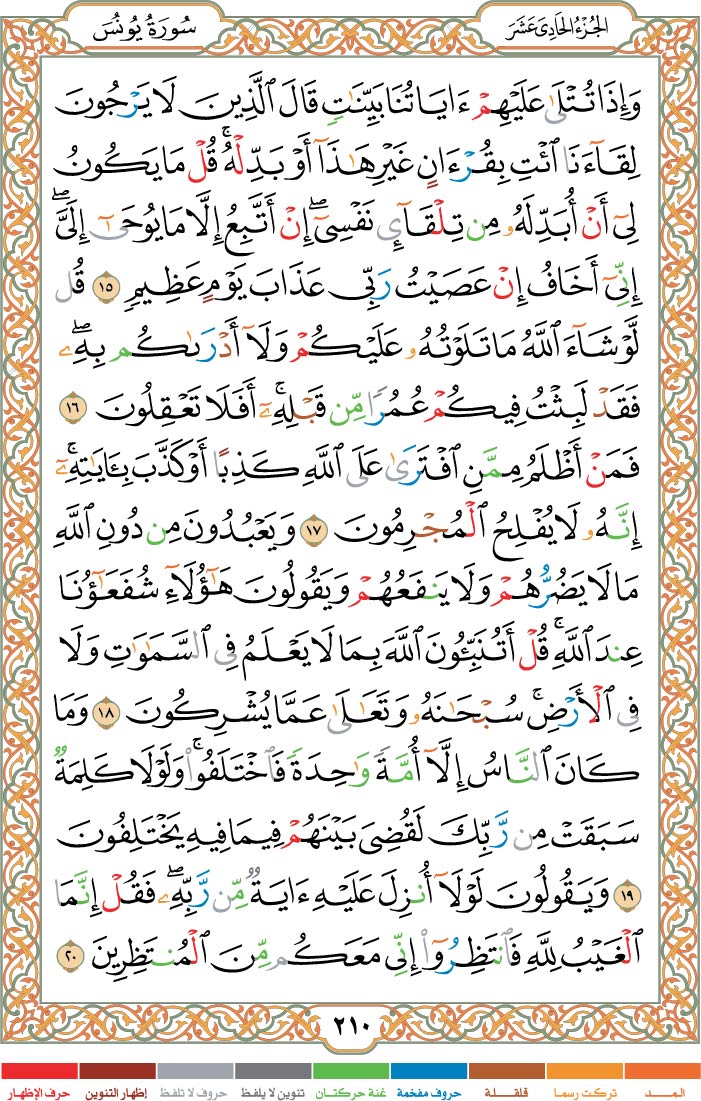 الجُزْءُ الحَادِى عَشَرَ
سُورَةُ يُونُسَ
وَإِذَا تُتْلَىٰ عَلَيْهِمْ ءَايَاتُنَا بَيِّنَٰتٍ قَالَ ٱلَّذِينَ لَا يَرْجُونَ
لِقَآءَنَا ٱئْتِ بِقُرْءَانٍ غَيْرِ هَٰذَآ أَوْ بَدِّلْهُ ۚ قُلْ مَا يَكُونُ
لِىٓ أَنْ أُبَدِّلَهُۥ مِن تِلْقَآئِ نَفْسِىٓ ۖ إِنْ أَتَّبِعُ إِلَّا مَا يُوحَىٰٓ إِلَىَّ ۖ
إِنِّىٓ أَخَافُ إِنْ عَصَيْتُ رَبِّى عَذَابَ يَوْمٍ عَظِيمٍ ١٥ قُل
لَّوْ شَآءَ ٱللَّهُ مَا تَلَوْتُهُۥ عَلَيْكُمْ وَلَآ أَدْرَىٰكُم بِهِۦ ۖ
فَقَدْ لَبِثْتُ فِيكُمْ عُمُرًا مِّن قَبْلِهِۦٓ ۚ أَفَلَا تَعْقِلُونَ ١٦
فَمَنْ أَظْلَمُ مِمَّنِ ٱفْتَرَىٰ عَلَى ٱللَّهِ كَذِبًا أَوْ كَذَّبَ بِـَٔايَٰتِهِۦٓ ۚ
إِنَّهُۥ لَا يُفْلِحُ ٱلْمُجْرِمُونَ ١٧ وَيَعْبُدُونَ مِن دُونِ ٱللَّهِ
مَا لَا يَضُرُّهُمْ وَلَا يَنفَعُهُمْ وَيَقُولُونَ هَٰٓؤُلَآءِ شُفَعَٰٓؤُنَا
عِندَ ٱللَّهِ ۚ قُلْ أَتُنَبِّـُٔونَ ٱللَّهَ بِمَا لَا يَعْلَمُ فِى ٱلسَّمَٰوَٰتِ وَلَا
فِى ٱلْأَرْضِ ۚ سُبْحَٰنَهُۥ وَتَعَٰلَىٰ عَمَّا يُشْرِكُونَ ١٨ وَمَا
كَانَ ٱلنَّاسُ إِلَّآ أُمَّةً وَٰحِدَةً فَٱخْتَلَفُوا۟ ۚ وَلَوْلَا كَلِمَةٌ
سَبَقَتْ مِن رَّبِّكَ لَقُضِىَ بَيْنَهُمْ فِيمَا فِيهِ يَخْتَلِفُونَ
١٩ وَيَقُولُونَ لَوْلَآ أُنزِلَ عَلَيْهِ ءَايَةٌ مِّن رَّبِّهِۦ ۖ فَقُلْ إِنَّمَا
ٱلْغَيْبُ لِلَّهِ فَٱنتَظِرُوٓا۟ إِنِّى مَعَكُم مِّنَ ٱلْمُنتَظِرِينَ ٢٠
٢١٠
المــد تركت رسما قلقـلة حروف مفخمة غنة حركتـان تنوين لا يلفظ حروف لا تلفظ إظهار التنوين حرف الإظهار